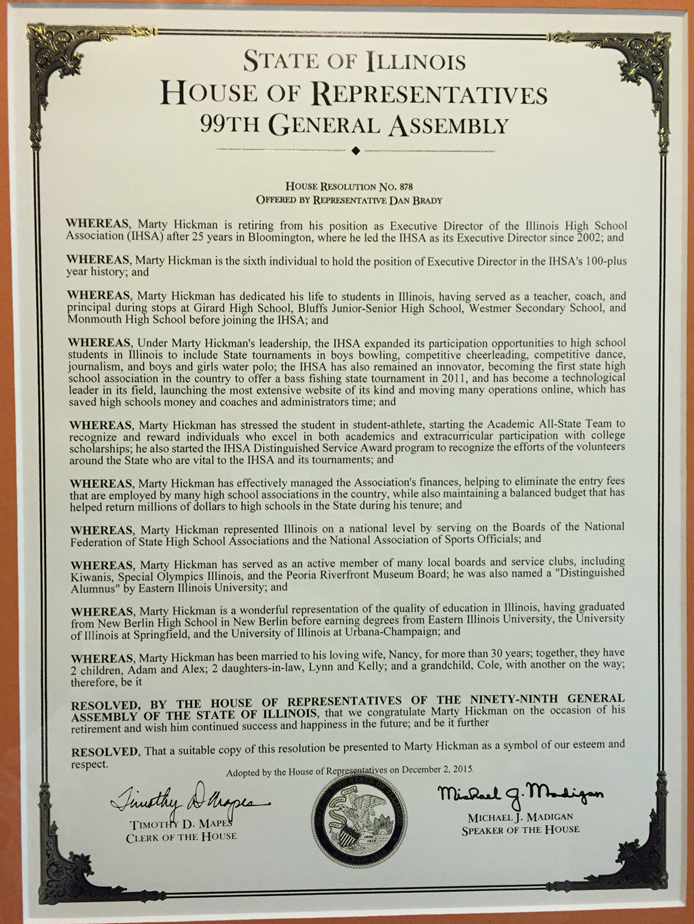 STATE OF ILLINOIS
HOUSE OF REPRESENTATIVES
99TH GENERAL ASSEMBLY
HOUSE RESOLUTION NO. 878
OFFERED BY REPRESENTATIVE DAN BRADY
WHEREAS, Marty Hickman is retiring from his position as Executive Director of the Illinois High School
Association (IHSA) after 25 years in Bloomington, where he led the IHSA as its Executive Director since 2002; and
WHEREAS, Marty Hickman is the sixth individual to hold the position of Executive Director in the IHSA's 100-plus
year history; and
WHEREAS, Marty Hickman has dedicated his life to students in Illinois, having served as a teacher, coach, and
principal during stops at Girard High School, Bluffs Junior-Senior High School, Westmer Secondary School, and
Monmouth High School before joining the IHSA; and
WHEREAS, Under Marty Hickman's leadership, the IHSA expanded its participation opportunities to high school
students in Illinois to include State tournaments in boys bowling, competitive cheerleading, competitive dance,
journalism, and boys and girls water polo; the IHSA has also remained an innovator, becoming the first state high
school association in the country to offer a bass fishing state tournament in 2011, and has become a technological
leader in its field, launching the most extensive website of its kind and moving many operations online, which has
saved high schools money and coaches and administrators time; and
WHEREAS, Marty Hickman has stressed the student in student-athlete, starting the Academic All-State Team to
recognize and reward individuals who excel in both academics and extracurricular participation with college
scholarships; he also started the IHSA Distinguished Service Award program to recognize the efforts of the volunteers
around the State who are vital to the IHSA and its tournaments; and
WHEREAS, Marty Hickman has effectively managed the Association's finances, helping to eliminate the entry fees
that are employed by many high school associations in the country, while also maintaining a balanced budget that has
helped return millions of dollars to high schools in the State during his tenure; and
WHEREAS, Marty Hickman represented Illinois on a national level by serving on the Boards of the National
Federation of State High School Associations and the National Association of Sports Officials; and
WHEREAS, Marty Hickman has served as an active member of many local boards and service clubs, including
Kiwanis, Special Olympics Illinois, and the Peoria Riverfront Museum Board; he was also named a "Distinguished
Alumnus" by Eastern Illinois University; and
WHEREAS, Marty Hickman is a wonderful representation of the quality of education in Illinois, having graduated
from New Berlin High School in New Berlin before earning degrees from Eastern Illinois University, the University
of Illinois at Springfield, and the University of Illinois at Urbana-Champaign; and
WHEREAS, Marty Hickman has been married to his loving wife, Nancy, for more than 30 years; together, they have
2 children, Adam and Alex; 2 daughters-in-law, Lynn and Kelly; and a grandchild, Cole, with another on the way;
therefore, be it
RESOLVED, BY THE HOUSE OF REPRESENTATIVES OF THE NINETY-NINTH GENERAL
ASSEMBLY OF THE STATE OF ILLINOIS, that we congratulate Marty Hickman on the occasion of his
retirement and wish him continued success and happiness in the future; and be it further
RESOLVED, That a suitable copy of this resolution be presented to Marty Hickman as a symbol of our esteem and
respect.
Adopted by the House of Representatives on December 2, 2015.
Timothy D Mapes
Michael J. Madigan
TIMOTHY D. MAPES
CLERK OF THE HOUSE
MICHAEL J. MADIGAN
SPEAKER OF THE HOUSE